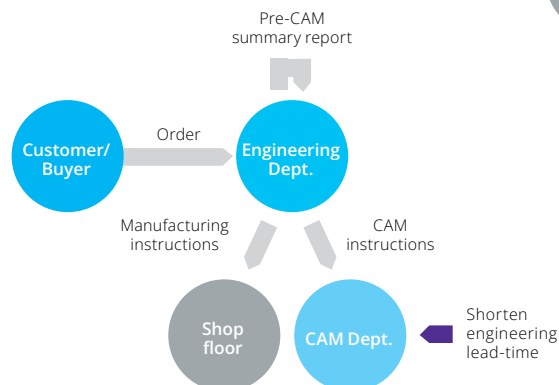 Pre-CAM
summary report
Order
Customer/
Buyer
Engineering
Dept.
Manufacturing
instructions
CAM
instructions
Shop
floor
CAM Dept.
Shorten
engineering
lead-time